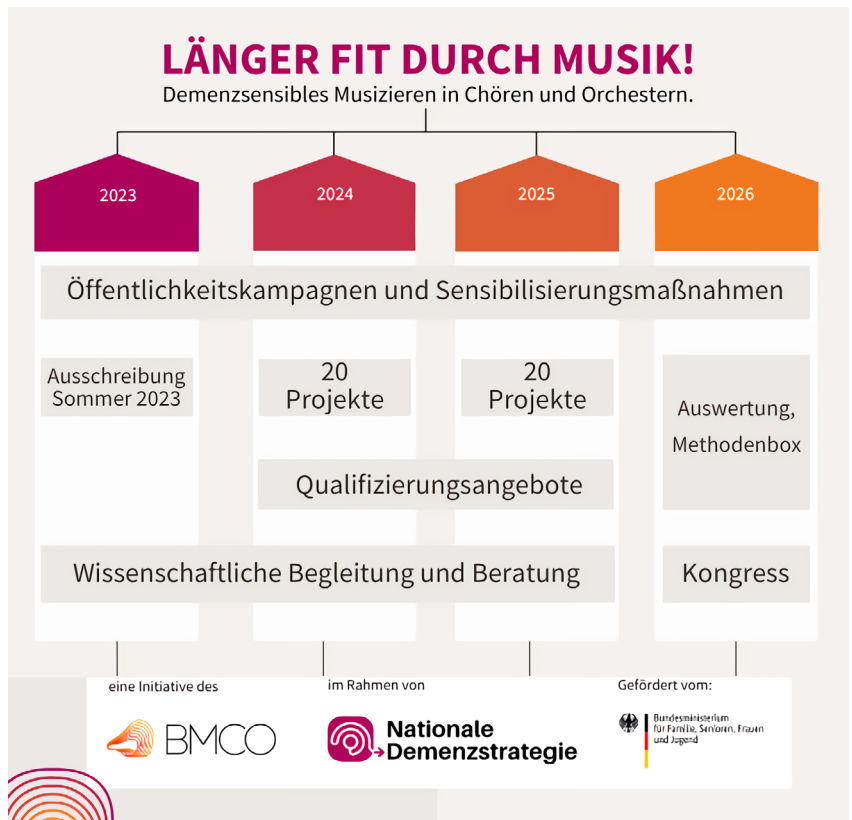 LÄNGER FIT DURCH MUSIK!
Demenzsensibles Musizieren in Chören und Orchestern.
2023
2024
2025
2026
Öffentlichkeitskampagnen und Sensibilisierungsmaßnahmen
Ausschreibung
Sommer 2023
20
Projekte
20
Projekte
Auswertung,
Methodenbox
Qualifizierungsangebote
Wissenschaftliche Begleitung und Beratung
Kongress
eine Initiative des
BMCO
im Rahmen von
Nationale
Demenzstrategie
Gefördert vom:
Bundesministerium
für Familie, Senioren, Frauen
und Jugend